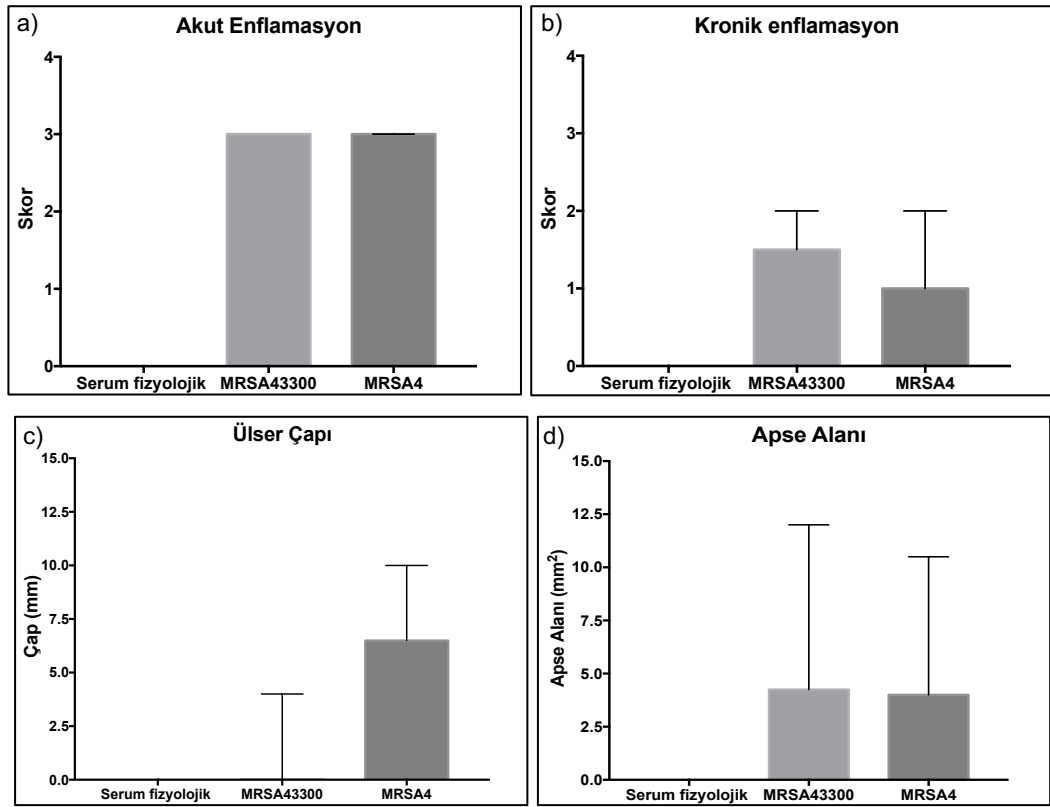 a)
Akut Enflamasyon
4
3
2
1
0
Skor
Serum fizyolojik MRSA43300 MRSA4
b)
Kronik enflamasyon
4
3
2
1
0
Skor
Serum fizyolojik MRSA43300 MRSA4
c)
Ülser Çapı
15.0
12.5
10.0
7.5
5.0
2.5
0.0
Çap (mm)
Serum fizyolojik MRSA43300 MRSA4
d)
Apse Alanı
15.0
12.5
10.0
7.5
5.0
2.5
0.0
Apse Alanı (mm²)
Serum fizyolojik MRSA43300 MRSA4